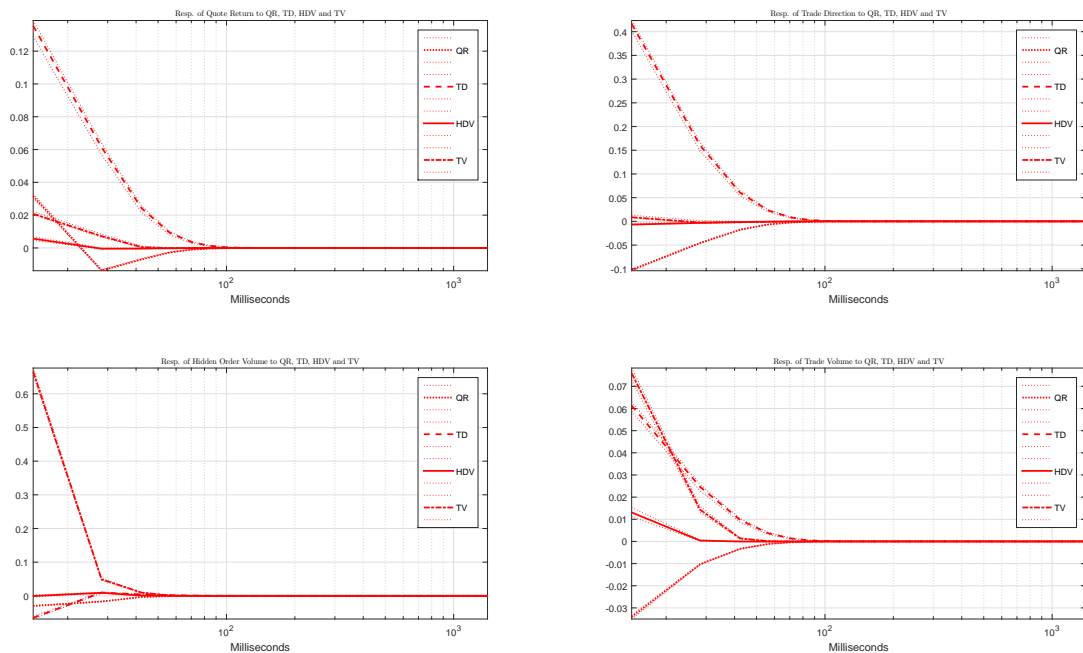 Resp. of Quote Return to QR, TD, HDV and TV
0.12
0.1
0.08
0.06
0.04
0.02
0
10^2
10^3
Milliseconds
QR
TD
HDV
TV
Resp. of Trade Direction to QR, TD, HDV and TV
0.4
0.35
0.3
0.25
0.2
0.15
0.1
0.05
0
-0.05
-0.1
10^2
10^3
Milliseconds
QR
TD
HDV
TV
Resp. of Hidden Order Volume to QR, TD, HDV and TV
0.6
0.5
0.4
0.3
0.2
0.1
0
10^2
10^3
Milliseconds
QR
TD
HDV
TV
Resp. of Trade Volume to QR, TD, HDV and TV
0.07
0.06
0.05
0.04
0.03
0.02
0.01
0
-0.01
-0.02
-0.03
10^2
10^3
Milliseconds
QR
TD
HDV
TV